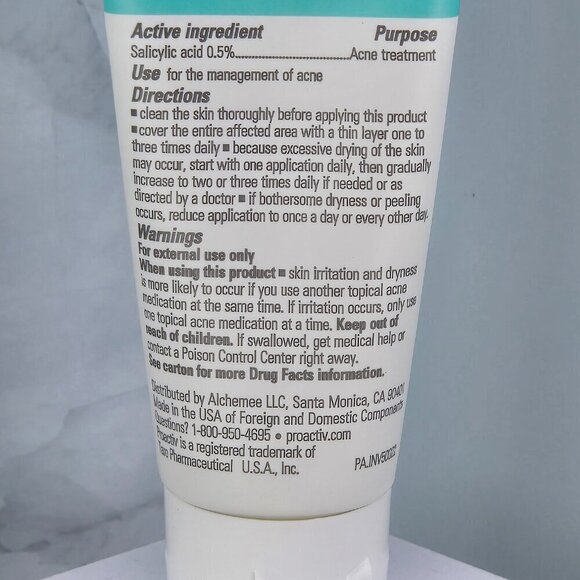 Active ingredient Purpose
Salicylic acid 0.5%........................Acne treatment
Use for the management of acne
Directions
▪ clean the skin thoroughly before applying this product
▪ cover the entire affected area with a thin layer one to
three times daily ▪ because excessive drying of the skin
may occur, start with one application daily, then gradually
increase to two or three times daily if needed or as
directed by a doctor ▪ if bothersome dryness or peeling
occurs, reduce application to once a day or every other day.
Warnings
For external use only
When using this product ▪ skin irritation and dryness
is more likely to occur if you use another topical acne
medication at the same time. If irritation occurs, only use
one topical acne medication at a time. Keep out of
reach of children. If swallowed, get medical help or
contact a Poison Control Center right away.
See carton for more Drug Facts information.
Distributed by Alchemee LLC, Santa Monica, CA 90401
Made in the USA of Foreign and Domestic Components
Questions? 1-800-950-4695 • proactiv.com
Proactiv is a registered trademark of
Taro Pharmaceutical U.S.A., Inc.